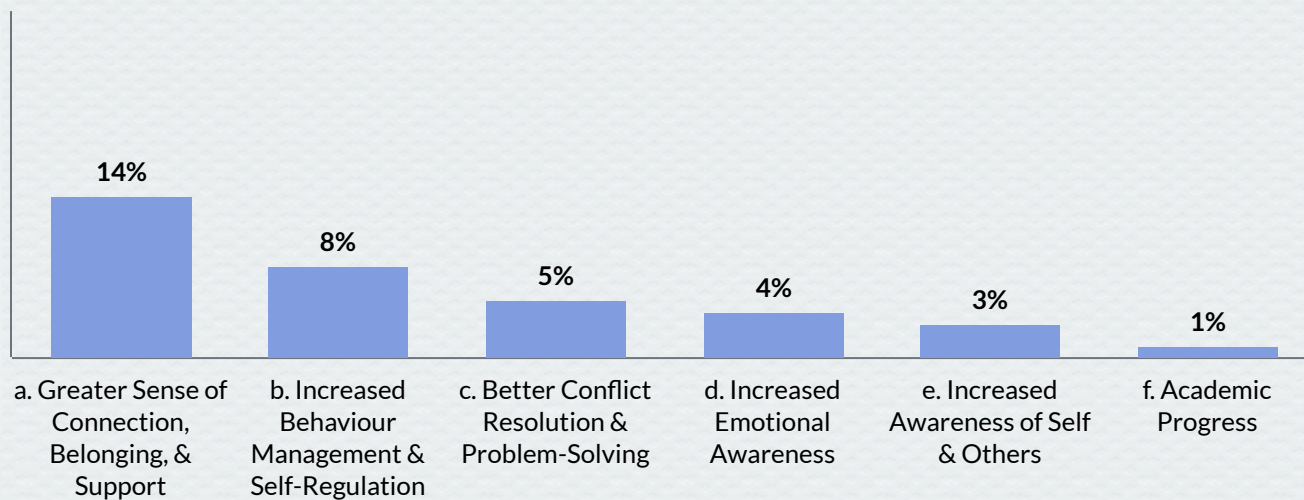 14%
8%
5%
4%
3%
1%
a. Greater Sense of
Connection,
Belonging, &
Support
b. Increased
Behaviour
Management &
Self-Regulation
c. Better Conflict
Resolution &
Problem-Solving
d. Increased
Emotional
Awareness
e. Increased
Awareness of Self
& Others
f. Academic
Progress